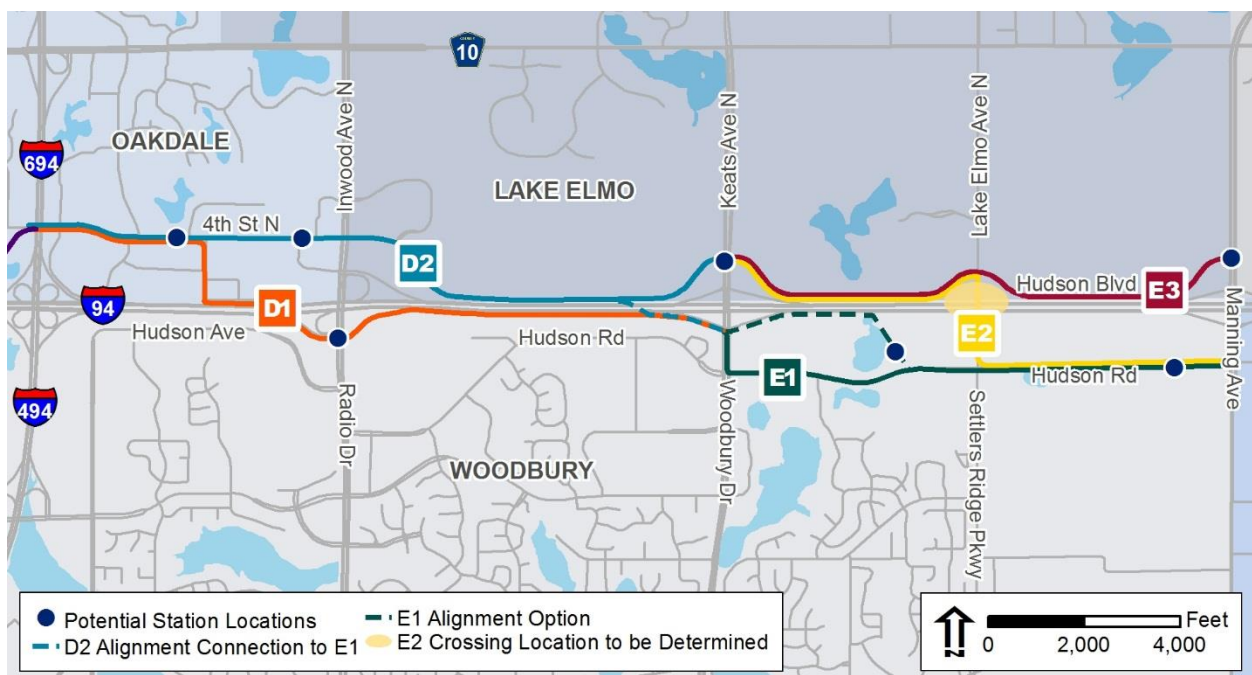 COUNTY
10
Inwood Ave N
Keats Ave N
Lake Elmo Ave N
OAKDALE
694
LAKE ELMO
4th St N
D2
Hudson Blvd
E3
94
D1
Hudson Ave
Hudson Rd
E2
Manning Ave
E1
Hudson Rd
494
Radio Dr
Woodbury Dr
Settlers Ridge Pkwy
WOODBURY
Potential Station Locations
E1 Alignment Option
D2 Alignment Connection to E1
E2 Crossing Location to be Determined
N
Feet
0 2,000 4,000